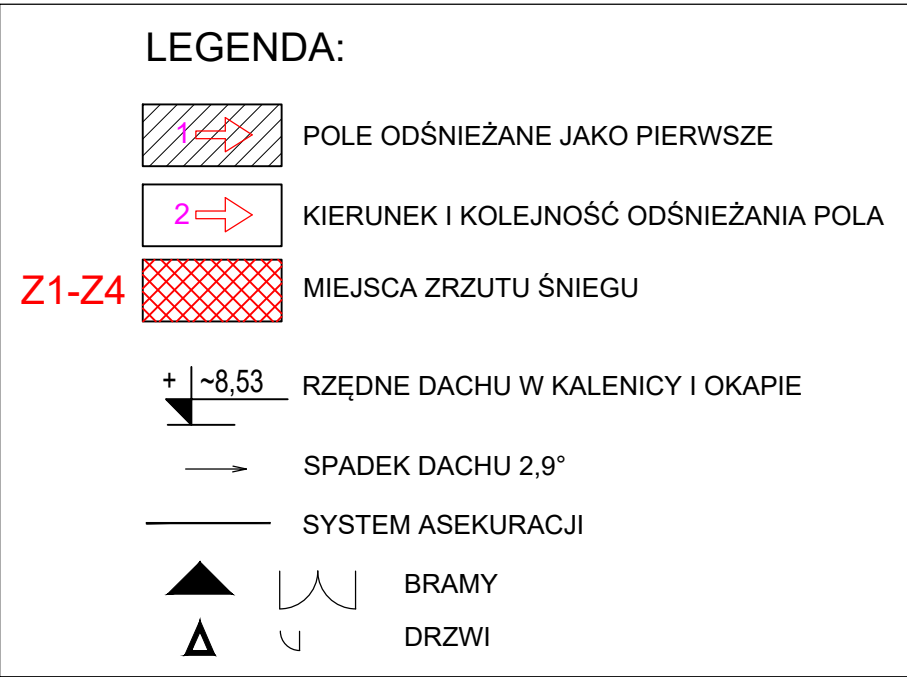 LEGENDA:
1 POLE ODŚNIEŻANE JAKO PIERWSZE
2 KIERUNEK I KOLEJNOŚĆ ODŚNIEŻANIA POLA
Z1-Z4 MIEJSCA ZRZUTU ŚNIEGU
+ ~8,53 RZĘDNE DACHU W KALENICY I OKAPIE
SPADEK DACHU 2,9°
SYSTEM ASEKURACJI
BRAMY
DRZWI